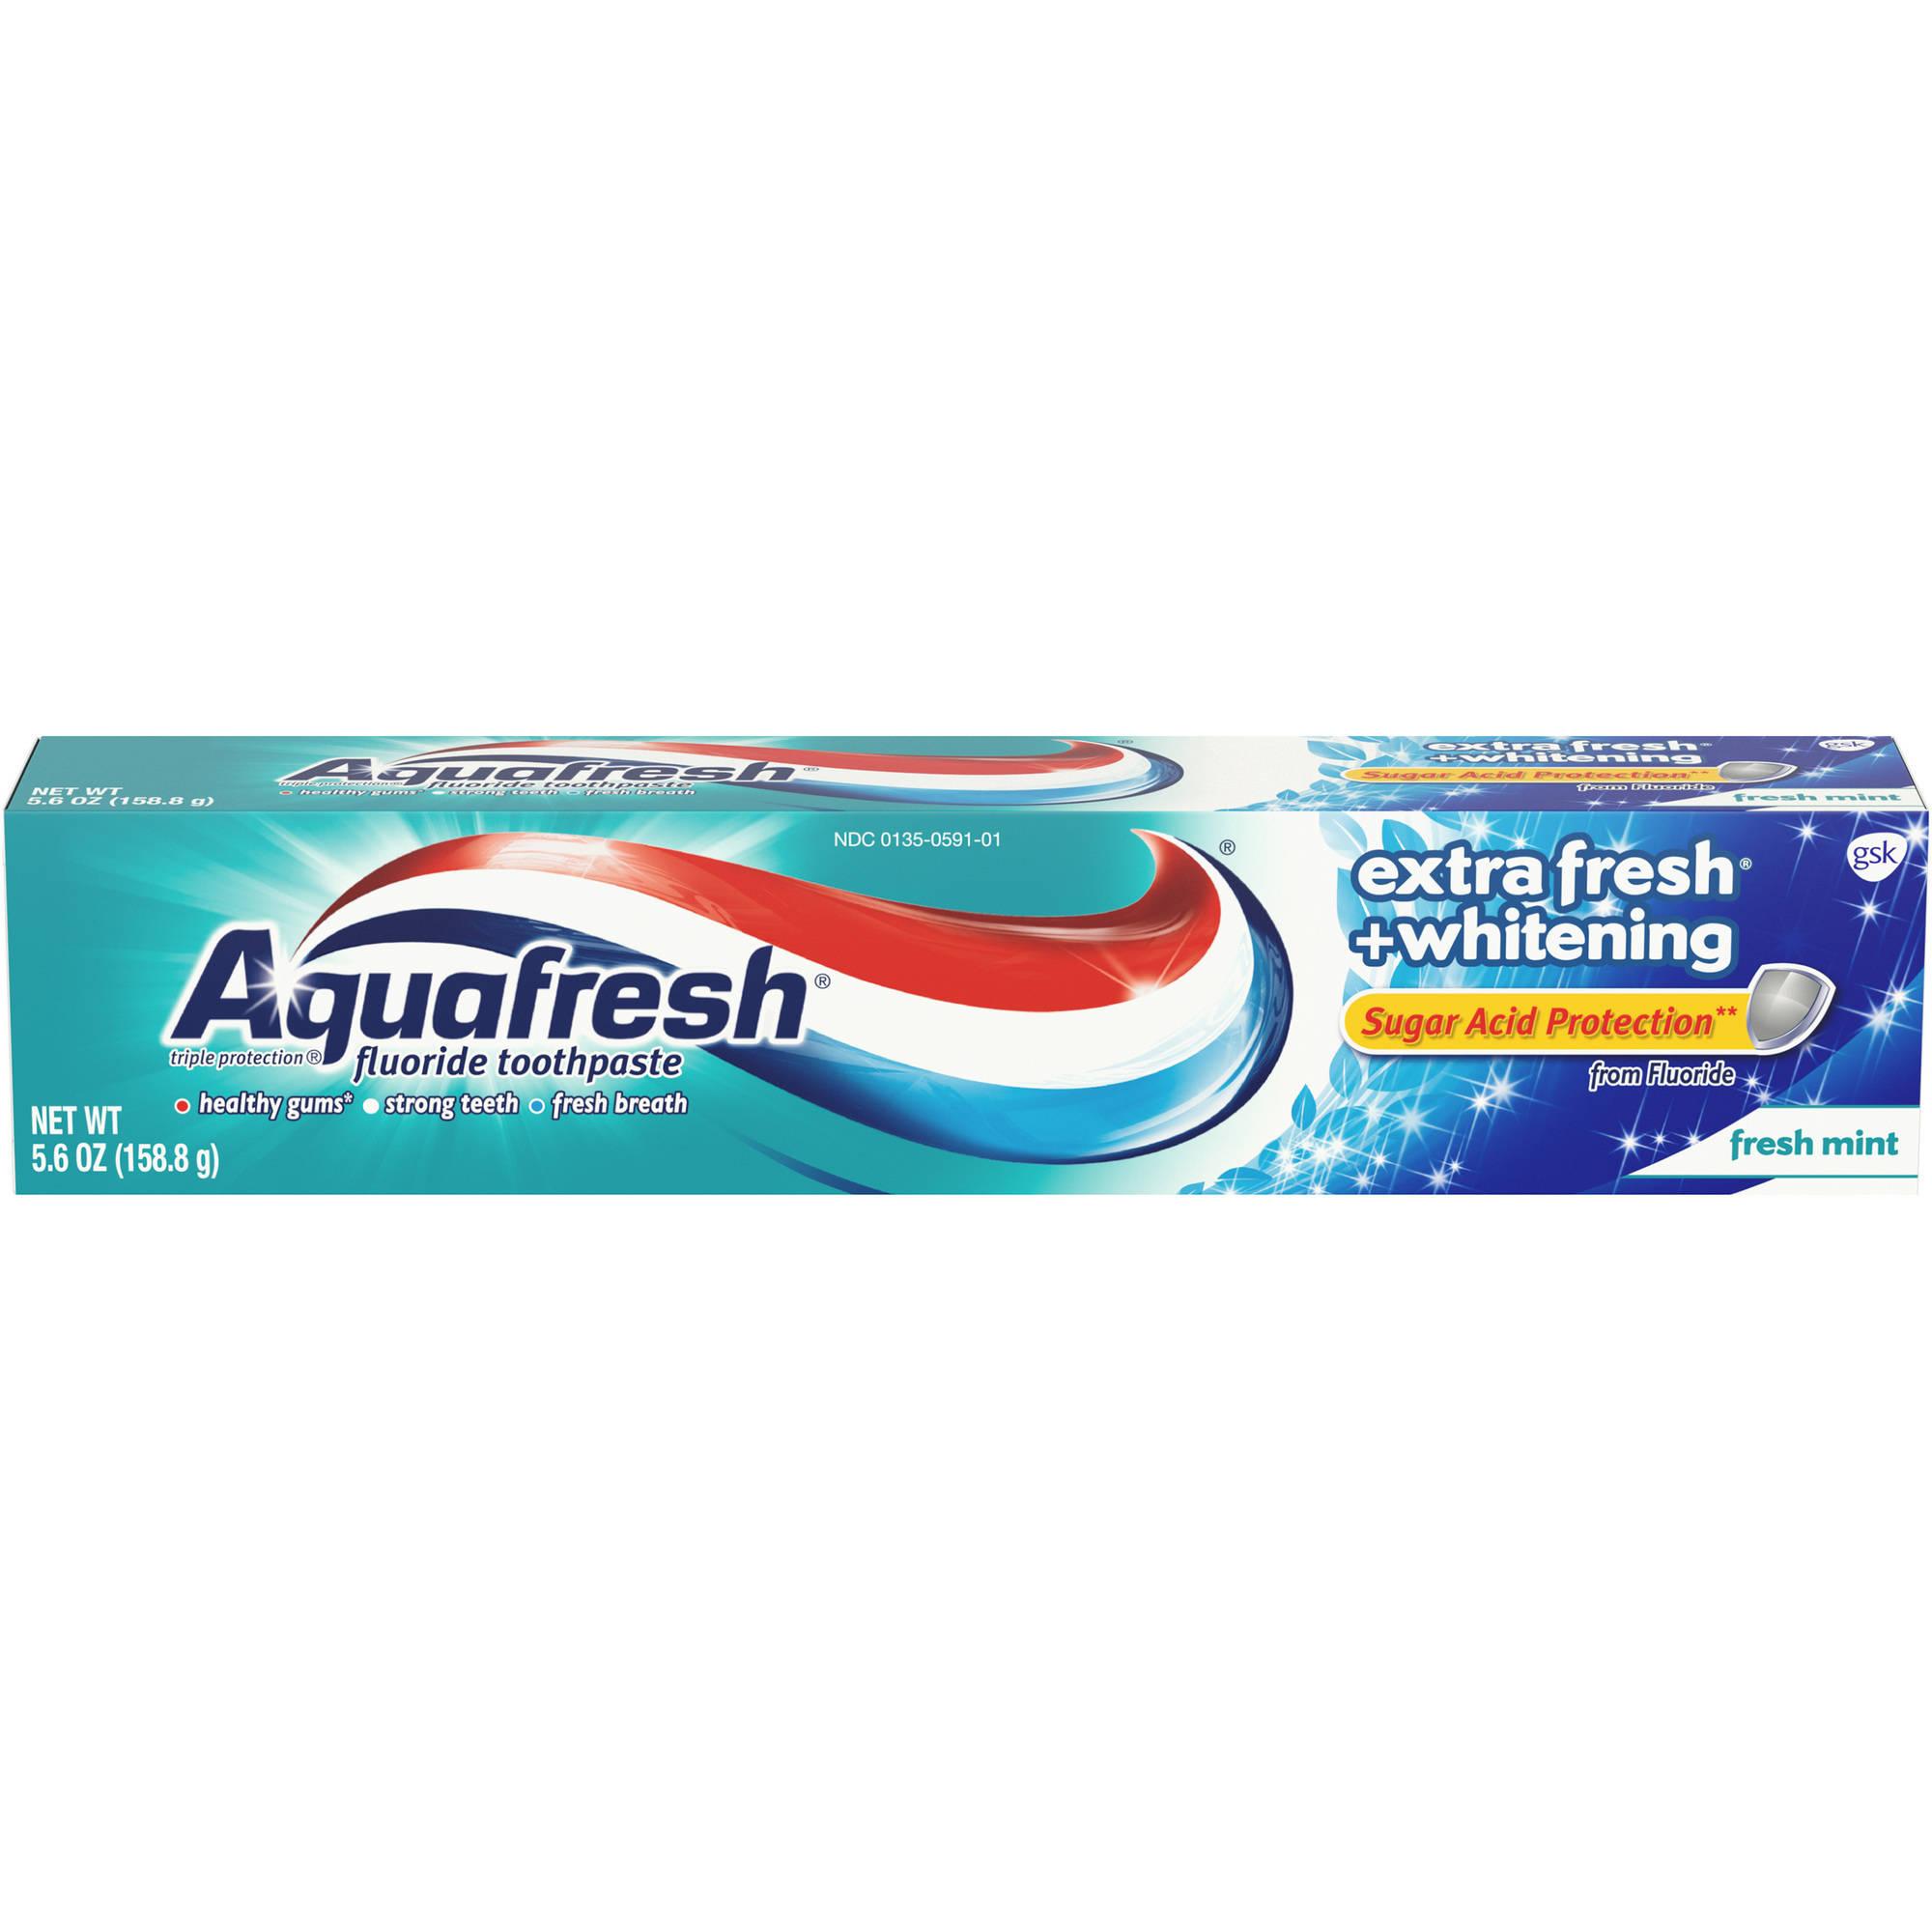 extra fresh®
+whitening
gsk
Aquafresh®
Sugar Acid Protection**
from Fluoride
triple protection® fluoride toothpaste
healthy gums* strong teeth fresh breath
NET WT
5.6 OZ (158.8 g)
fresh mint
NDC 0135-0591-01
®
extra fresh®
+whitening
gsk
Aquafresh®
Sugar Acid Protection**
triple protection® fluoride toothpaste
from Fluoride
healthy gums* strong teeth fresh breath
NET WT
5.6 OZ (158.8 g)
fresh mint